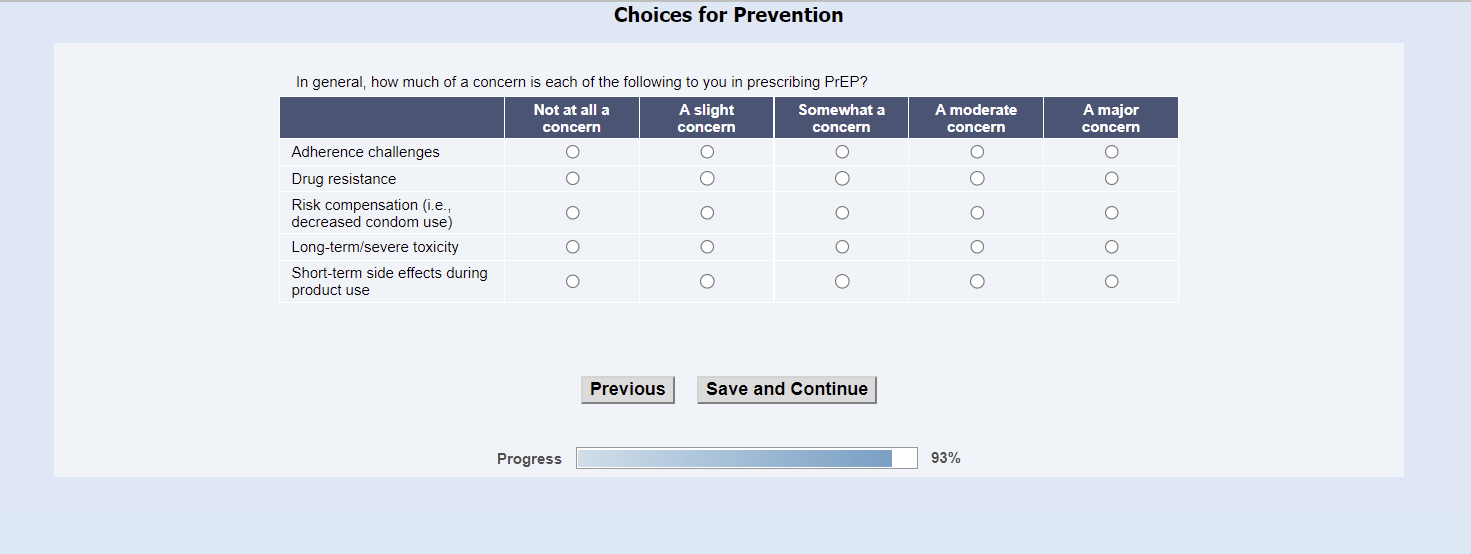 Choices for Prevention
In general, how much of a concern is each of the following to you in prescribing PrEP?
Not at all a concern
A slight concern
Somewhat a concern
A moderate concern
A major concern
Adherence challenges
Drug resistance
Risk compensation (i.e.,
decreased condom use)
Long-term/severe toxicity
Short-term side effects during
product use
Previous
Save and Continue
Progress
93%